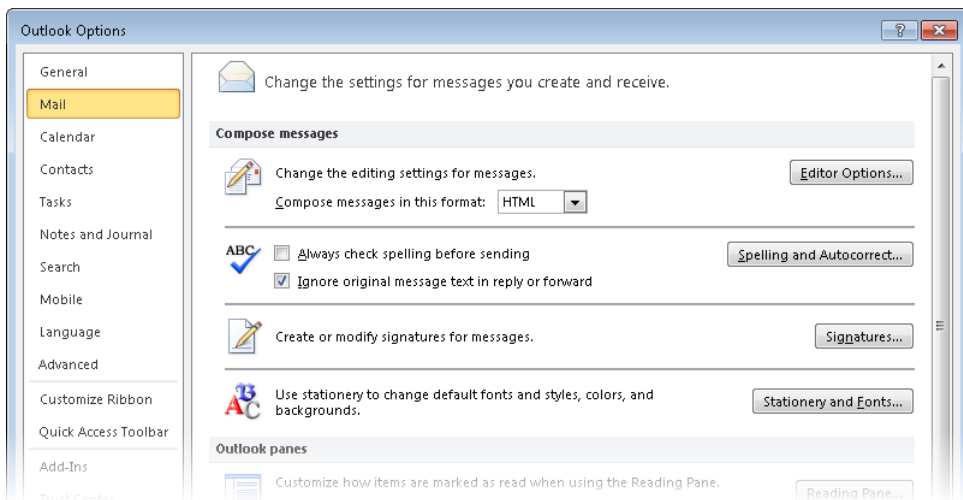 Outlook Options
General
Mail
Calendar
Contacts
Tasks
Notes and Journal
Search
Mobile
Language
Advanced
Customize Ribbon
Quick Access Toolbar
Add-Ins
Trust Center
Change the settings for messages you create and receive.
Compose messages
Change the editing settings for messages.
Editor Options...
Compose messages in this format: HTML
ABC
Always check spelling before sending
Spelling and Autocorrect...
Ignore original message text in reply or forward
Create or modify signatures for messages.
Signatures...
Use stationery to change default fonts and styles, colors, and
backgrounds.
Stationery and Fonts...
Outlook panes
Customize how items are marked as read when using the Reading Pane.
Reading Pane...